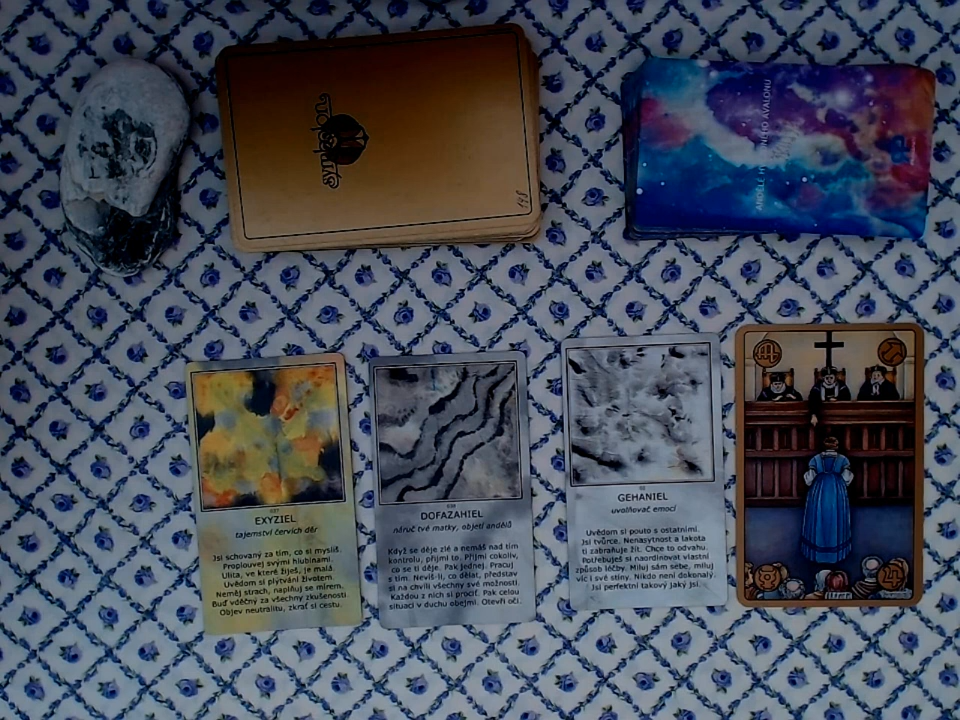 symbolon
ANDĚLÉ HVĚZDNÉHO AVALONU
EXYZIEL
tajemství červích děr
Jsi schovaný za tím, co si myslíš.
Proplouvej svými hlubinami.
Ulita, ve které žiješ, je malá.
Uvědom si plýtvání životem
Neměj strach, naplňuj se mírem.
Buď vděčný za všechny zkušenosti
Objev neutralitu, zkrať si cestu.
DOFAZAHIEL
náruč tvé matky, objetí andělů
Když se děje zlé a nemáš nad tím
kontrolu, přijmi to. Přijmi cokoliv,
co se děje. Pak jednej. Pracuj
s tím. Nevíš-li, co dělat, představ
si na chvíli všechny své možnosti.
Každou z nich si prociť. Pak celou
situaci v duchu obejmi. Otevři oči.
GEHANIEL
uvolňovač emocí
Uvědomi si pouto s ostatními.
Jsi tvůrce. Nenasytnost a lakota
ti zabraňuje žít. Chce to odvahu.
Potřebuješ si naordinovat vlastní
způsob léčby. Miluj sám sebe, miluj
víc i své stíny. Nikdo není dokonalý.
Jsi perfektní takový jaký jsi.